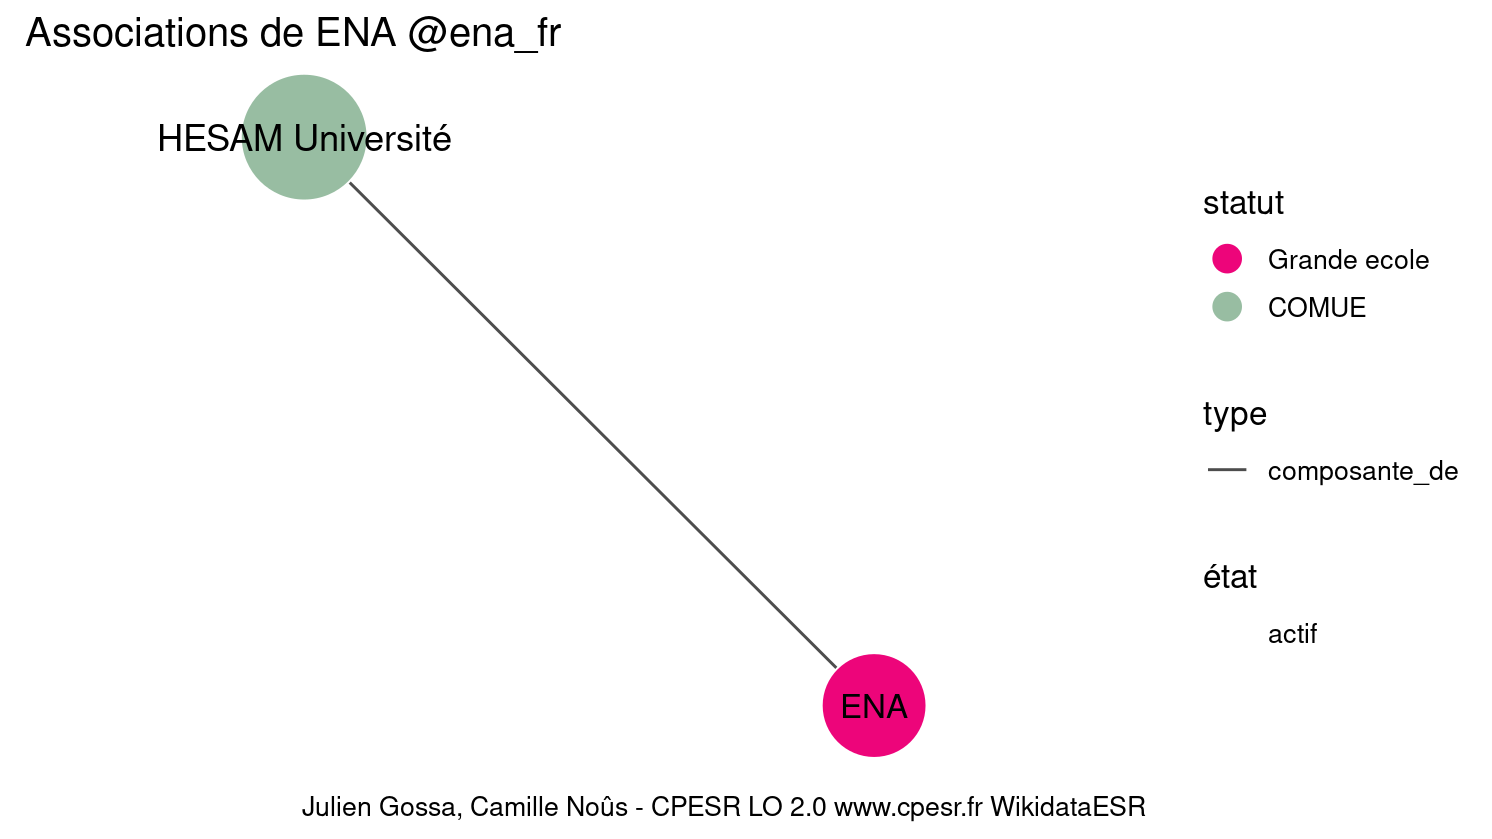 Associations de ENA @ena_fr
HESAM Université
ENA
statut
Grande ecole
COMUE
type
composante_de
état
actif
Julien Gossa, Camille Noûs - CPESR LO 2.0 www.cpesr.fr WikidataESR